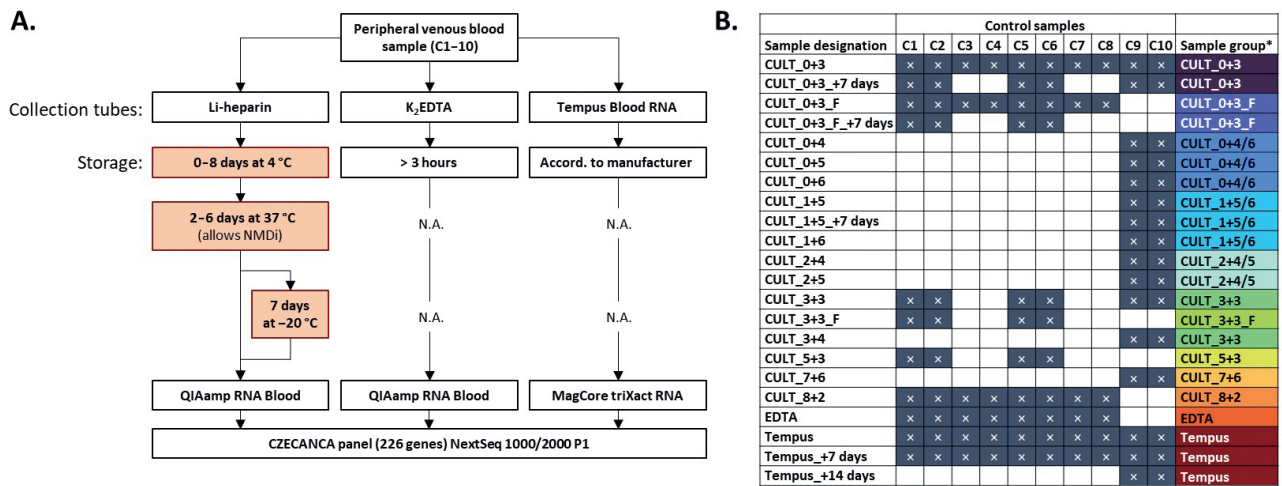 A.
Peripheral venous blood
sample (C1–10)
Collection tubes:
Li-heparin
K₂EDTA
Tempus Blood RNA
Storage:
0–8 days at 4 °C
> 3 hours
Accord. to manufacturer
2–6 days at 37 °C
(allows NMDi)
N.A.
N.A.
7 days
at –20 °C
N.A.
N.A.
QIAamp RNA Blood
QIAamp RNA Blood
MagCore triXact RNA
CZECANCA panel (226 genes) NextSeq 1000/2000 P1
B.
Control samples
Sample designation C1 C2 C3 C4 C5 C6 C7 C8 C9 C10 Sample group*
CULT_0+3 × × × × × × × × × × CULT_0+3
CULT_0+3_+7 days × × × × × × CULT_0+3
CULT_0+3_F × × × × × × × × CULT_0+3_F
CULT_0+3_F_+7 days × × × × CULT_0+3_F
CULT_0+4 × × CULT_0+4/6
CULT_0+5 × × CULT_0+4/6
CULT_0+6 × × CULT_0+4/6
CULT_1+5 × × CULT_1+5/6
CULT_1+5_+7 days × × CULT_1+5/6
CULT_1+6 × × CULT_1+5/6
CULT_2+4 × × CULT_2+4/5
CULT_2+5 × × CULT_2+4/5
CULT_3+3 × × × × × × CULT_3+3
CULT_3+3_F × × × × CULT_3+3_F
CULT_3+4 × × CULT_3+3
CULT_5+3 × × × × CULT_5+3
CULT_7+6 × × CULT_7+6
CULT_8+2 × × × × × × × × CULT_8+2
EDTA × × × × × × × × EDTA
Tempus × × × × × × × × × × Tempus
Tempus_+7 days × × × × × × × × × × Tempus
Tempus_+14 days × × Tempus